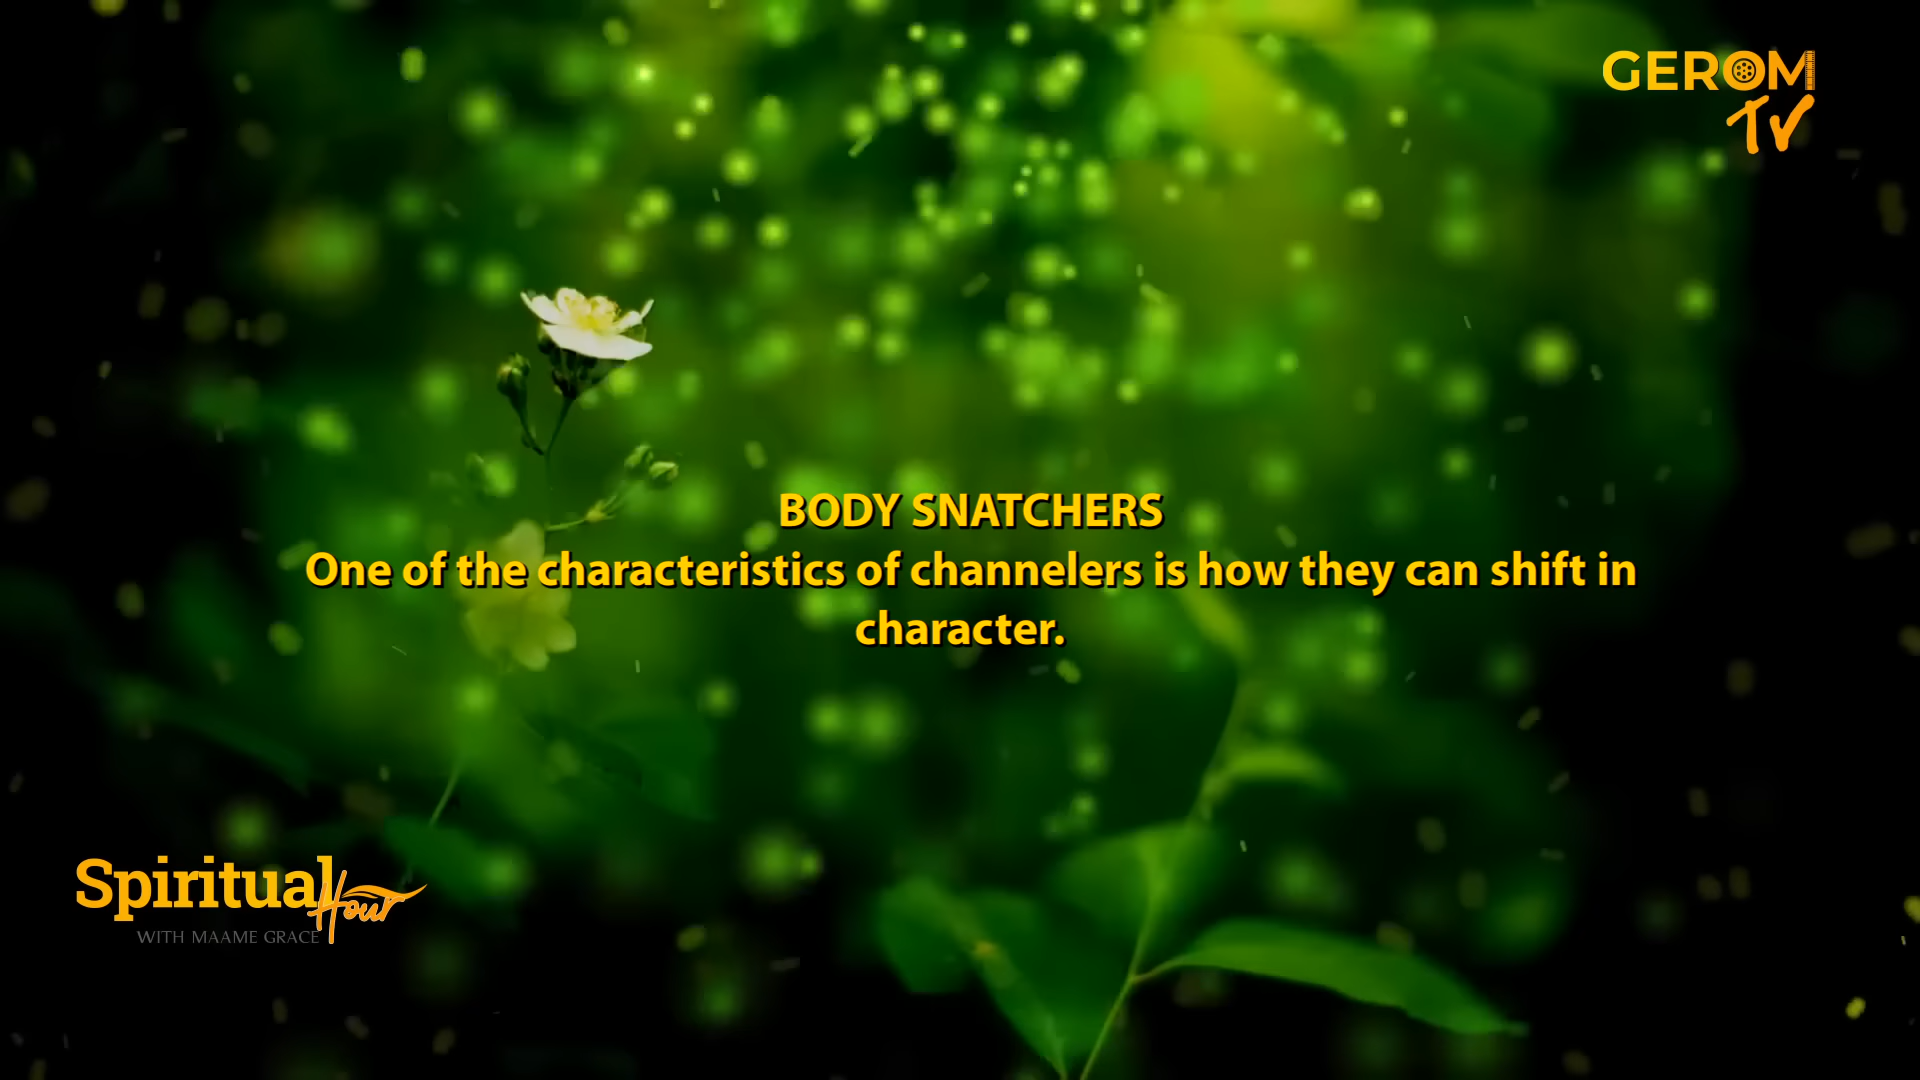 GEROM
TV
BODY SNATCHERS
One of the characteristics of channelers is how they can shift in
character.
Spiritual
Hour
WITH MAAME GRACE